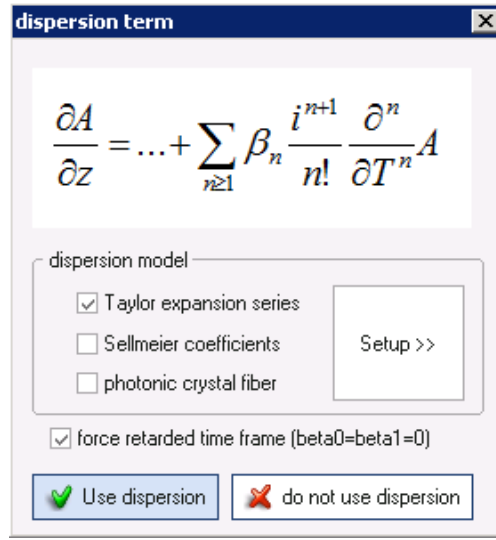 dispersion term
∂A/∂z = ...+ ∑_{n≥1} β_n i^{n+1}/n! ∂^n/∂T^n A
dispersion model
Taylor expansion series
Sellmeier coefficients
Setup >>
photonic crystal fiber
force retarded time frame (beta0=beta1=0)
Use dispersion
do not use dispersion